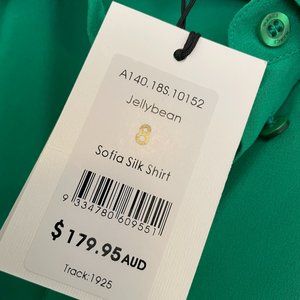 A140.18S.10152
Jellybean
8
Sofia Silk Shirt
9 334780 609551
$179.95AUD
Track:1925